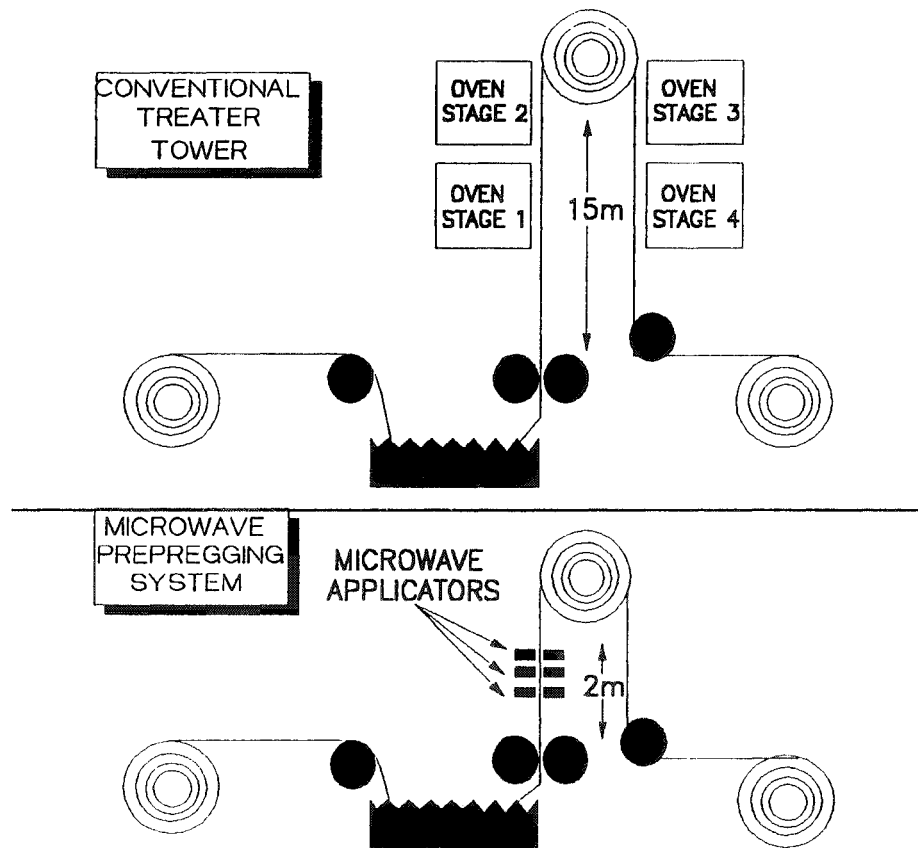 CONVENTIONAL
TREATER
TOWER
OVEN
STAGE 2
OVEN
STAGE 3
OVEN
STAGE 1
15m
OVEN
STAGE 4
MICROWAVE
PREPREGGING
SYSTEM
MICROWAVE
APPLICATORS
2m